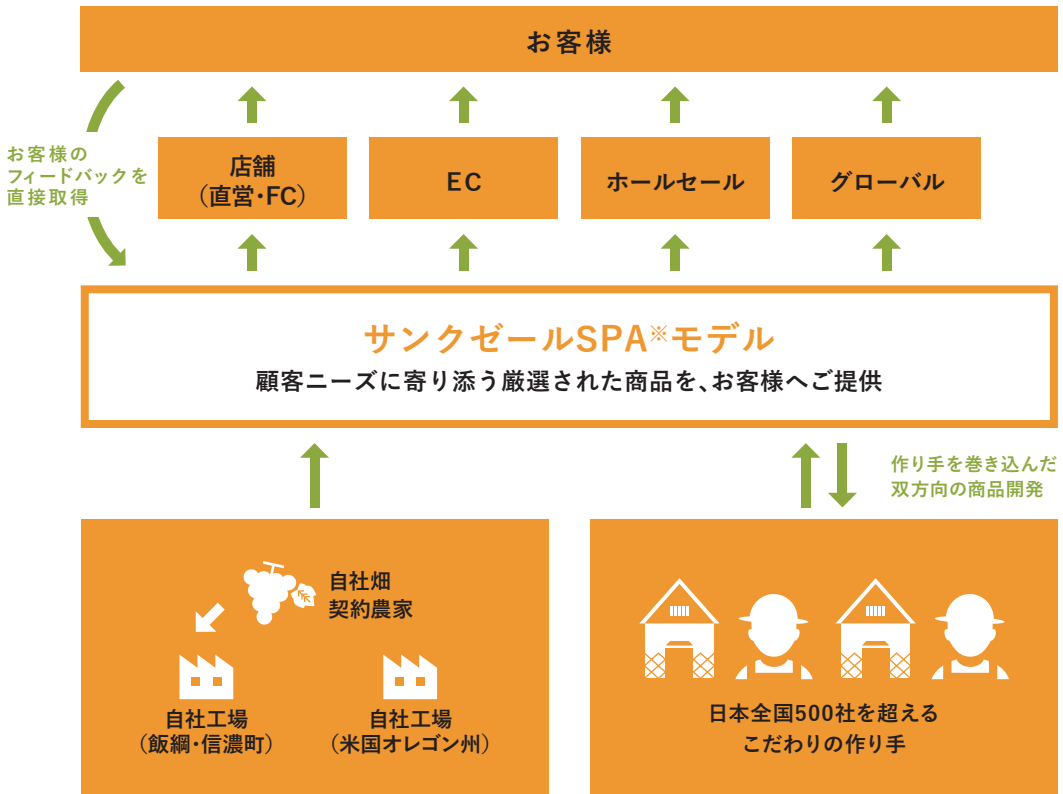 お客様
お客様の
フィードバックを
直接取得
店舗
（直営・FC）
EC
ホールセール
グローバル
サンクゼールSPA※モデル
顧客ニーズに寄り添う厳選された商品を、お客様へご提供
作り手を巻き込んだ
双方向の商品開発
自社畑
契約農家
自社工場
（飯綱・信濃町）
自社工場
（米国オレゴン州）
日本全国500社を超える
こだわりの作り手